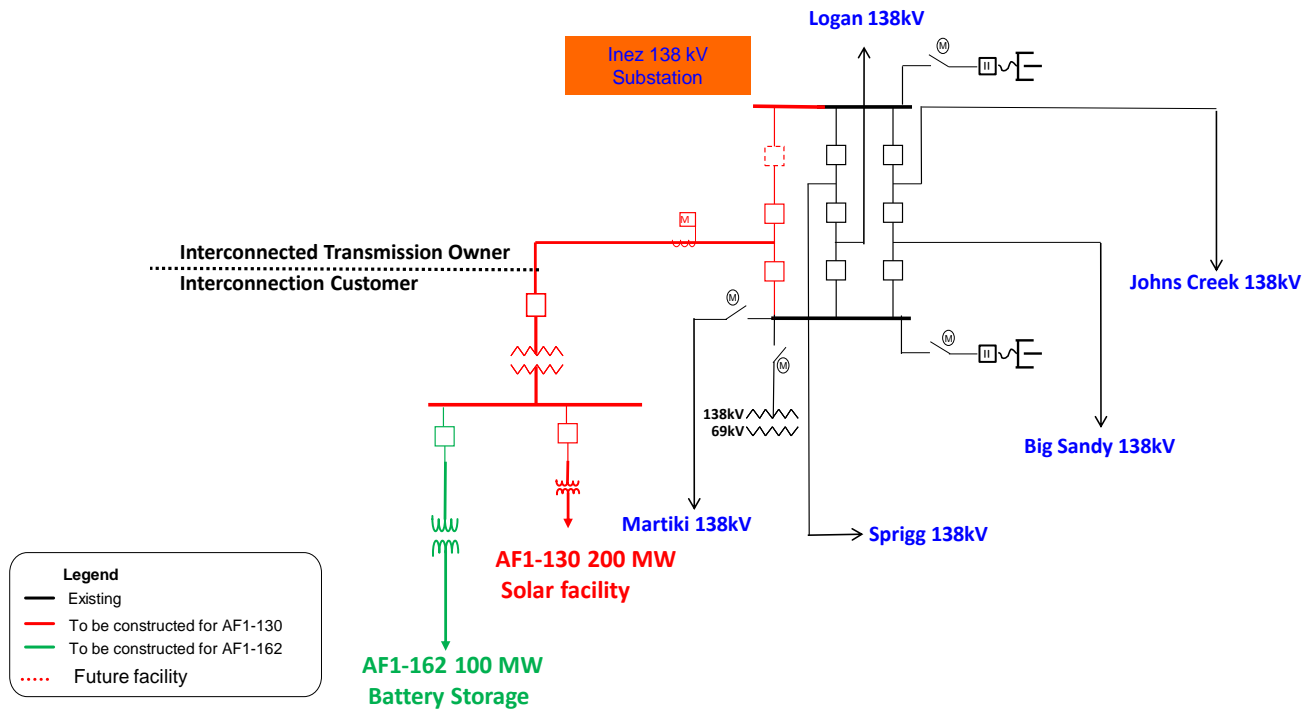 Logan 138kV
Inez 138 kV
Substation
M
II
M
Interconnected Transmission Owner
Interconnection Customer
Johns Creek 138kV
M
M
M
II
138kV
69kV
Big Sandy 138kV
Martiki 138kV
Sprigg 138kV
AF1-130 200 MW
Solar facility
Legend
Existing
To be constructed for AF1-130
To be constructed for AF1-162
Future facility
AF1-162 100 MW
Battery Storage